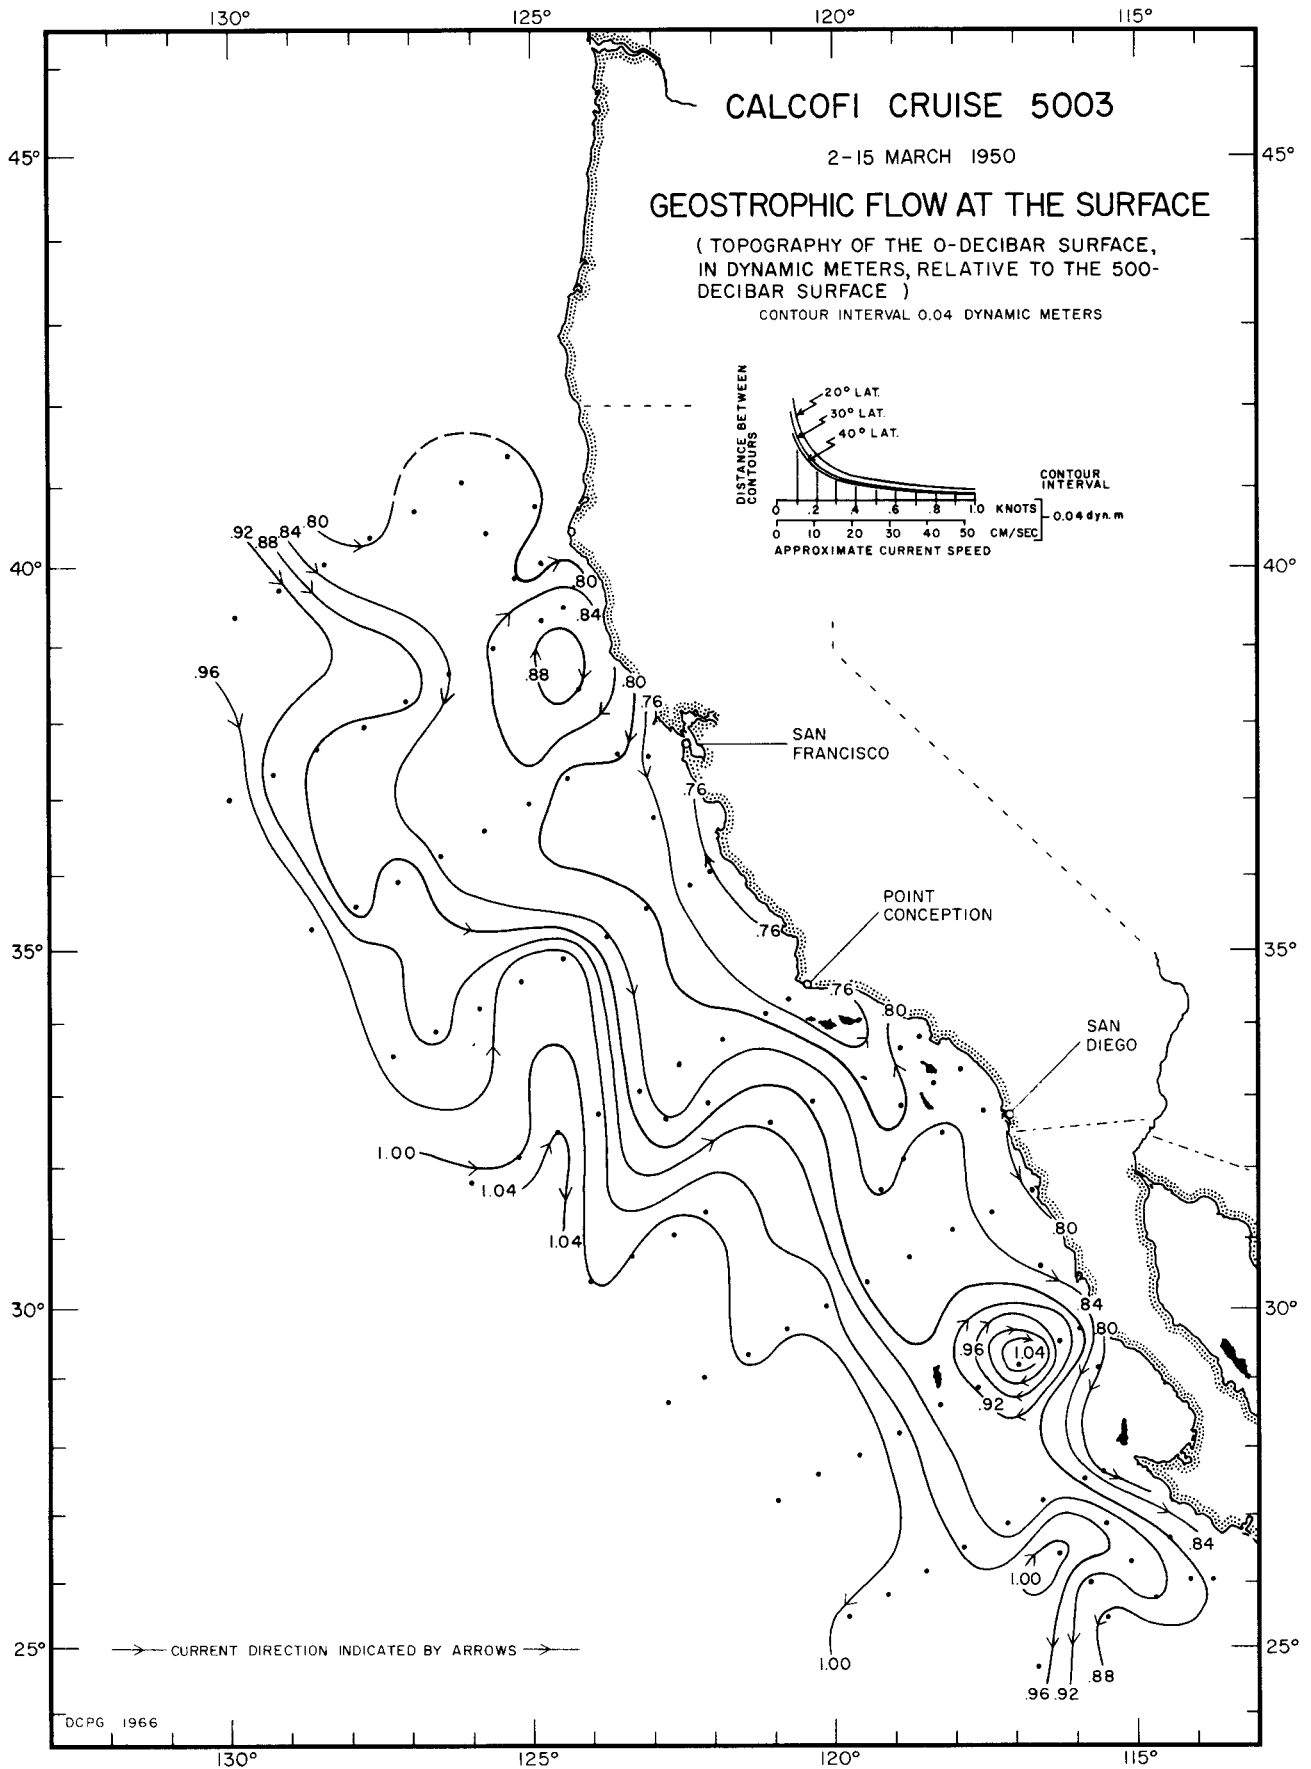 130°
125°
120°
115°
CALCOFI CRUISE 5003
45°
2-15 MARCH 1950
45°
GEOSTROPHIC FLOW AT THE SURFACE
( TOPOGRAPHY OF THE 0-DECIBAR SURFACE,
IN DYNAMIC METERS, RELATIVE TO THE 500-
DECIBAR SURFACE )
CONTOUR INTERVAL 0.04 DYNAMIC METERS
DISTANCE BETWEEN
CONTOURS
20° LAT.
30° LAT.
40° LAT.
CONTOUR
INTERVAL
0 .2 .4 .6 .8 1.0 KNOTS
0.04 dyn. m
0 10 20 30 40 50 CM/SEC
APPROXIMATE CURRENT SPEED
.92
.88
.84
.80
40°
40°
.80
.84
.96
.88
.80
.76
SAN
FRANCISCO
.76
POINT
CONCEPTION
.76
35°
35°
.76
.80
SAN
DIEGO
1.00
1.04
1.04
.80
30°
30°
.84
.80
.96
1.04
.92
.84
1.00
25°
25°
CURRENT DIRECTION INDICATED BY ARROWS
1.00
.88
.96
.92
DCPG 1966
130°
125°
120°
115°